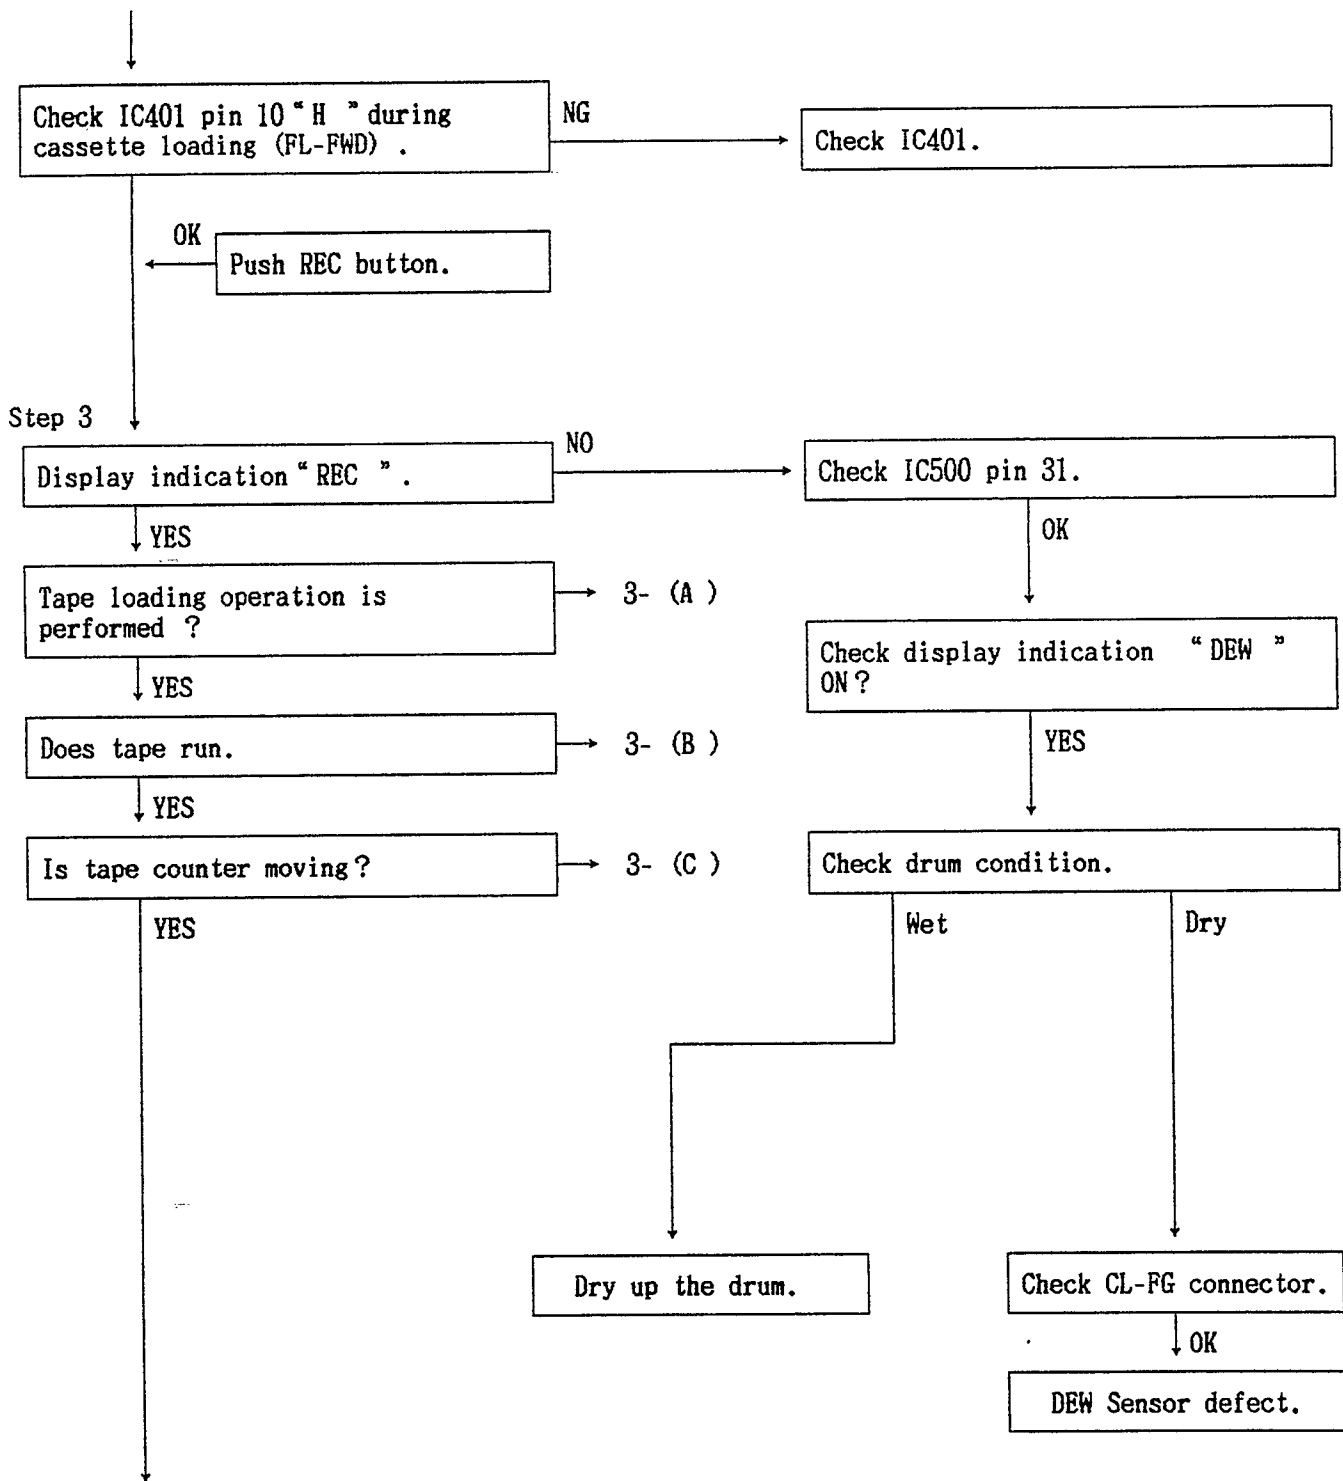 Check IC401 pin 10 “ H ” during
cassette loading (FL-FWD) .
NG
Check IC401.
OK
Push REC button.
Step 3
Display indication “ REC ” .
NO
Check IC500 pin 31.
YES
OK
Tape loading operation is
performed ?
3- (A )
Check display indication “ DEW ”
ON?
YES
Does tape run.
3- (B )
YES
YES
Is tape counter moving?
3- (C )
Check drum condition.
YES
Wet
Dry
Dry up the drum.
Check CL-FG connector.
OK
DEW Sensor defect.